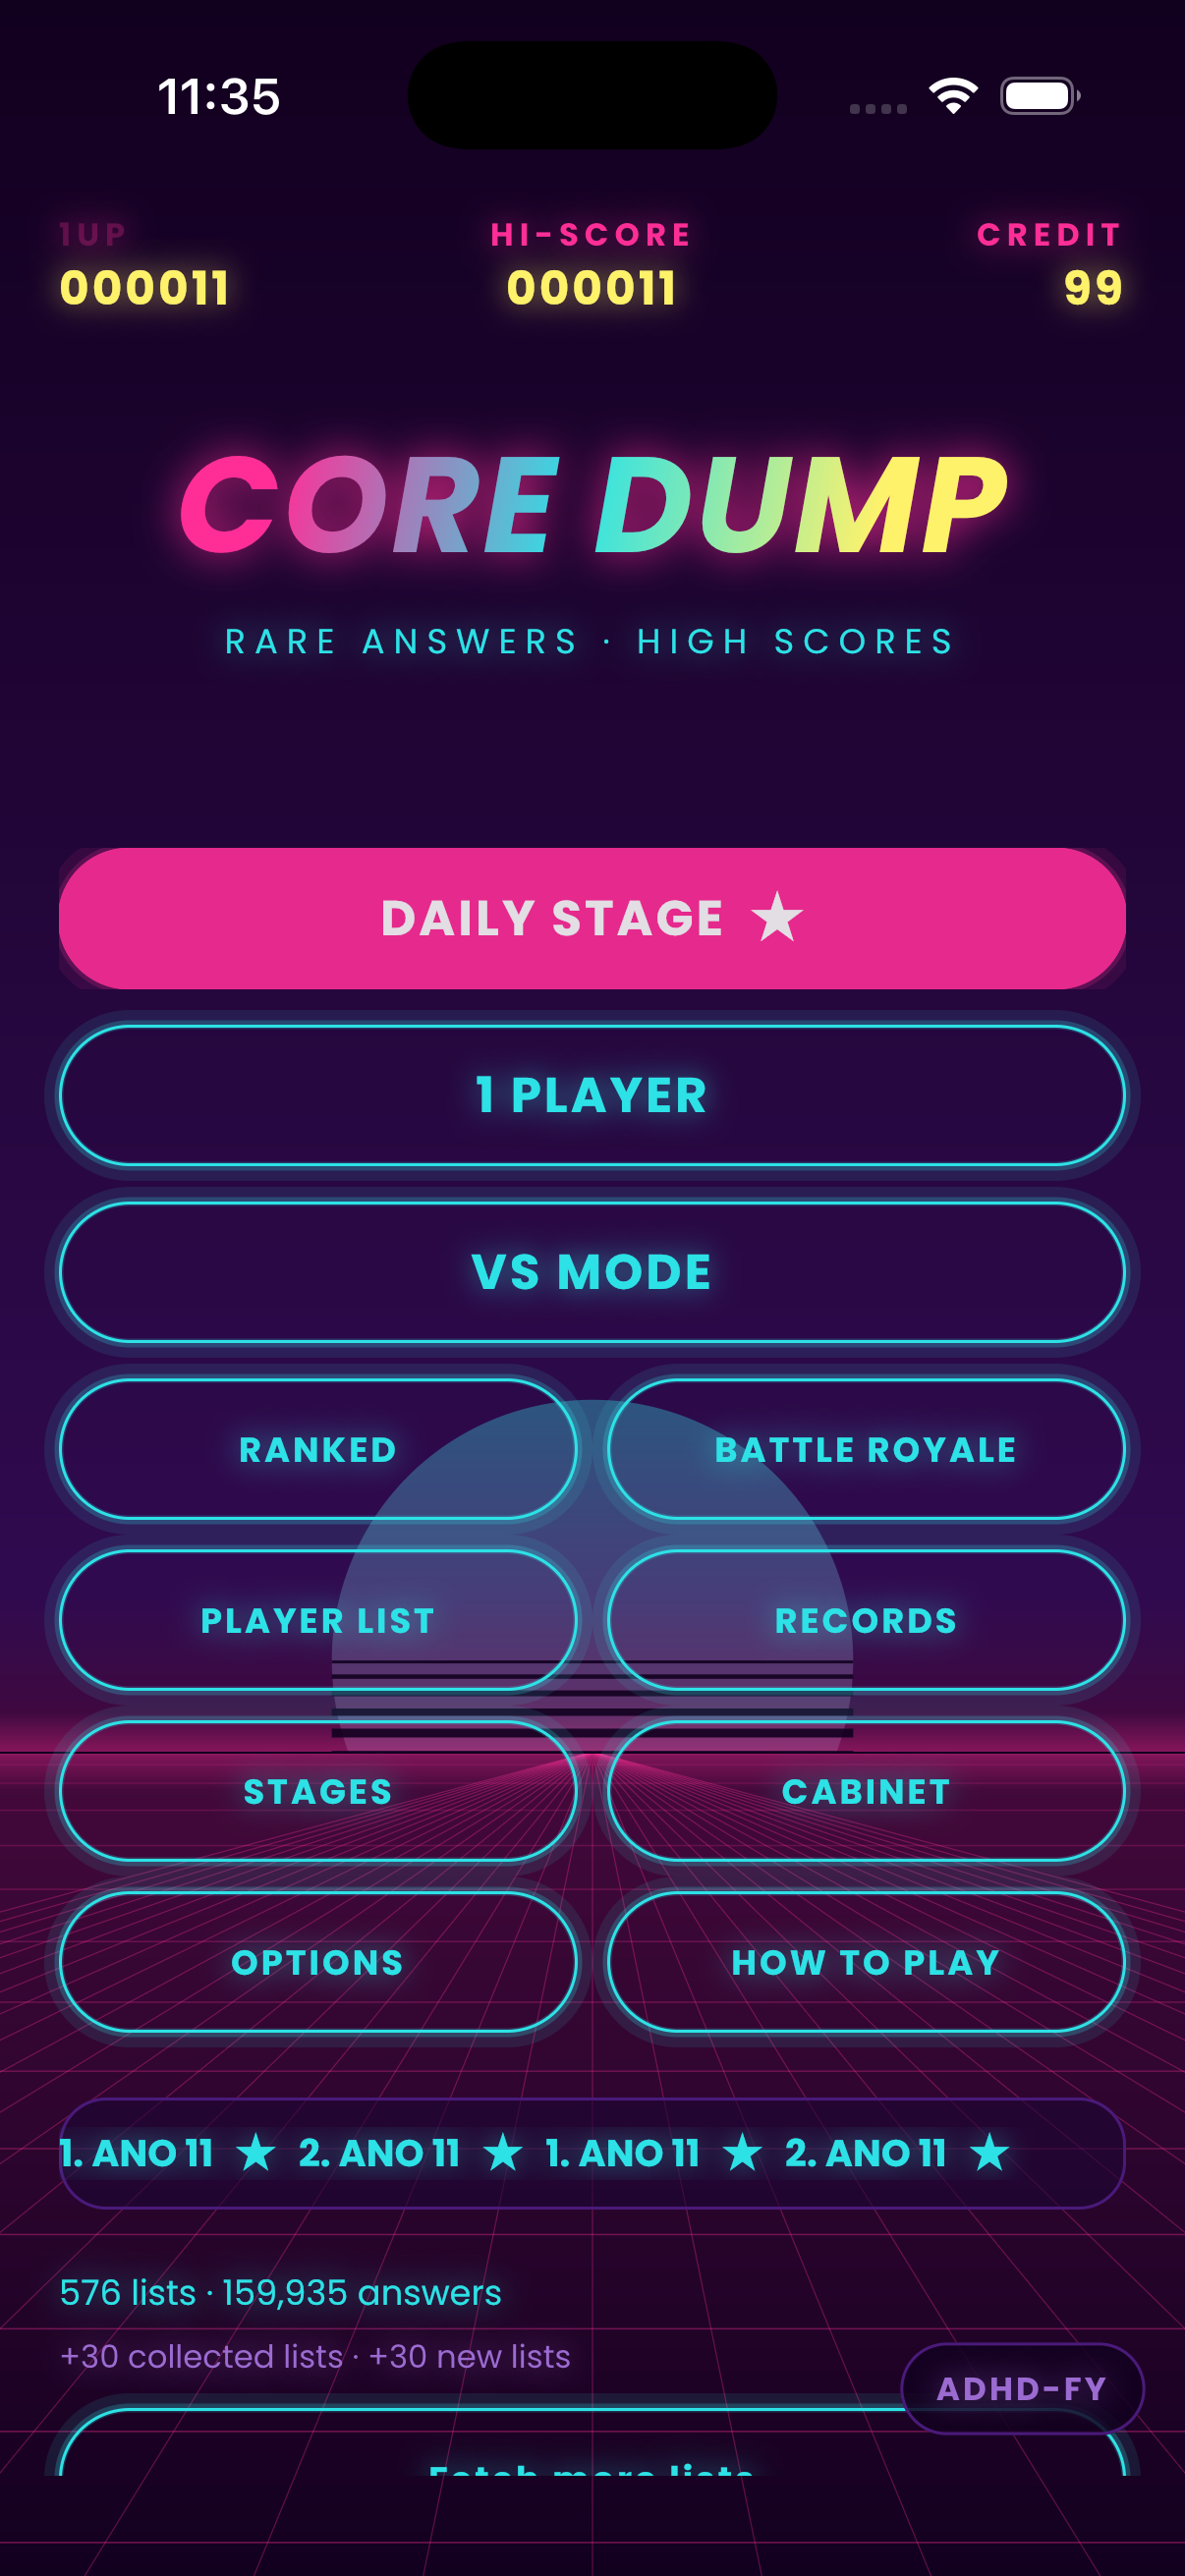 11:35
1UP HI-SCORE CREDIT
000011 000011 99
CORE DUMP
RARE ANSWERS · HIGH SCORES
DAILY STAGE ★
1 PLAYER
VS MODE
RANKED BATTLE ROYALE
PLAYER LIST RECORDS
STAGES CABINET
OPTIONS HOW TO PLAY
1. ANO 11 ★ 2. ANO 11 ★ 1. ANO 11 ★ 2. ANO 11 ★
576 lists · 159,935 answers
+30 collected lists · +30 new lists
ADHD-FY
Fetch more lists